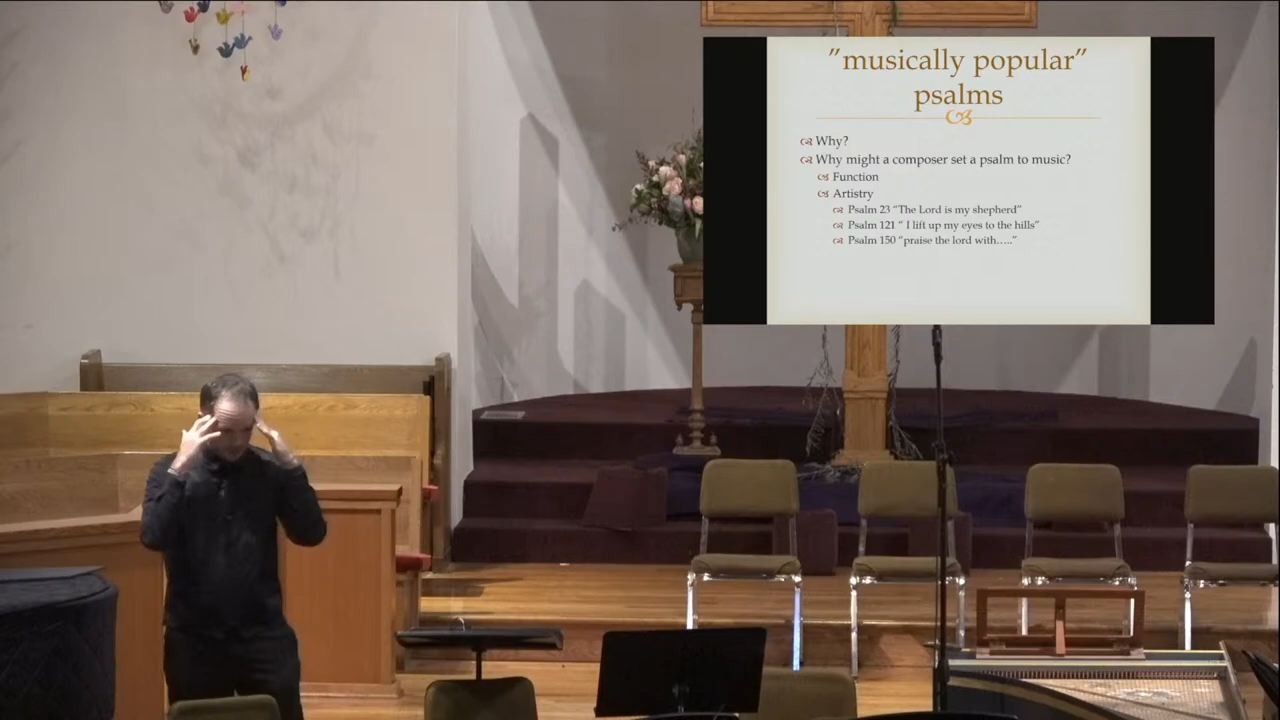 ”musically popular”
psalms
Why?
Why might a composer set a psalm to music?
Function
Artistry
Psalm 23 “The Lord is my shepherd”
Psalm 121 “ I lift up my eyes to the hills”
Psalm 150 “praise the lord with…..”